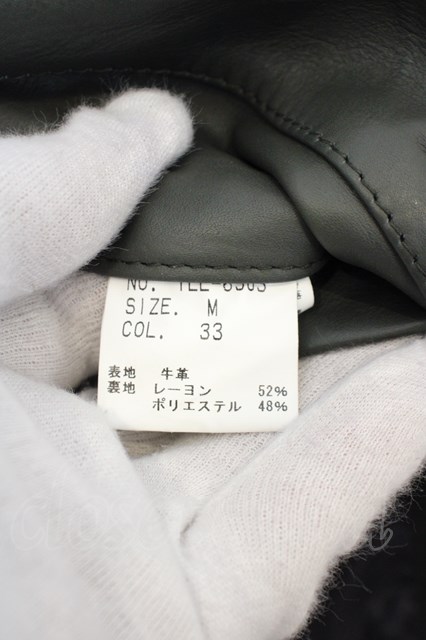 NO.
SIZE. M
COL. 33
表地 牛革
裏地 レーヨン 52%
ポリエステル 48%